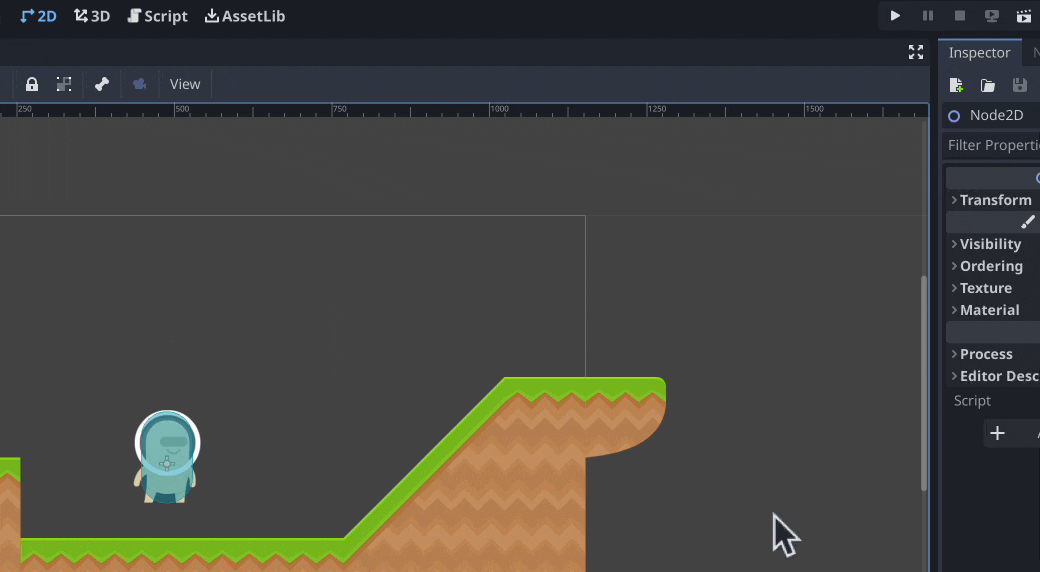 2D 3D Script AssetLib
Inspector N
View
250 500 750 1000 1250 1500
Node2D
Filter Properti
Transform
Visibility
Ordering
Texture
Material
Process
Editor Desc
Script